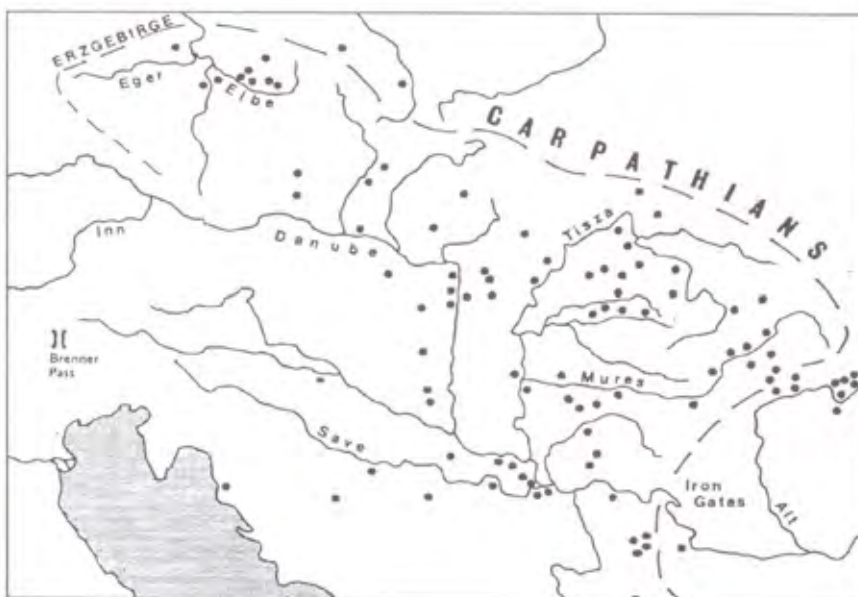 ERZGEBIRGE
Eger
Elbe
CARPATHIANS
Tisza
Inn
Danube
Brenner
Pass
Mures
Save
Iron
Gates
Alt